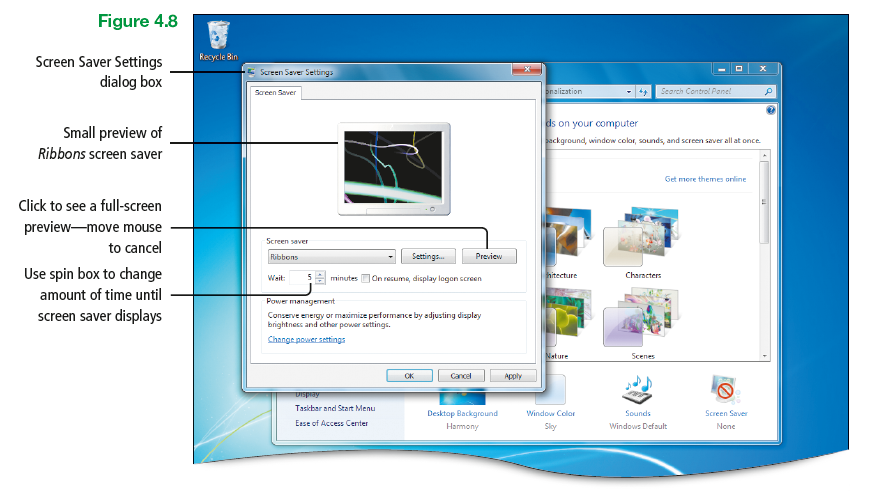 Figure 4.8
Recycle Bin
Screen Saver Settings
dialog box
Small preview of
Ribbons screen saver
Click to see a full-screen
preview—move mouse
to cancel
Use spin box to change
amount of time until
screen saver displays
Screen Saver Settings
Screen Saver
Screen saver
Ribbons
Settings...
Preview
Wait: 5 minutes On resume, display logon screen
Power management
Conserve energy or maximize performance by adjusting display
brightness and other power settings.
Change power settings
OK
Cancel
Apply
Search Control Panel
on your computer
window color, sounds, and screen saver all at once.
Get more themes online
Characters
Nature
Scenes
Display
Taskbar and Start Menu
Ease of Access Center
Desktop Background
Harmony
Window Color
Sky
Sounds
Windows Default
Screen Saver
None